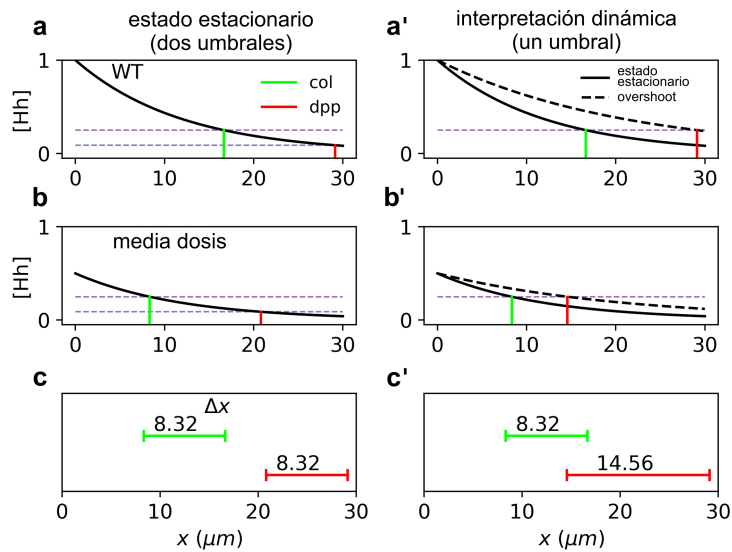 estado estacionario
(dos umbrales)
interpretación dinámica
(un umbral)
a
WT
col
dpp
[Hh]
1
0
0 10 20 30
a'
estado
estacionario
overshoot
1
0
0 10 20 30
b
media dosis
[Hh]
1
0
0 10 20 30
b'
1
0
0 10 20 30
c
Δx
8.32
8.32
0 10 20 30
x (μm)
c'
8.32
14.56
0 10 20 30
x (μm)